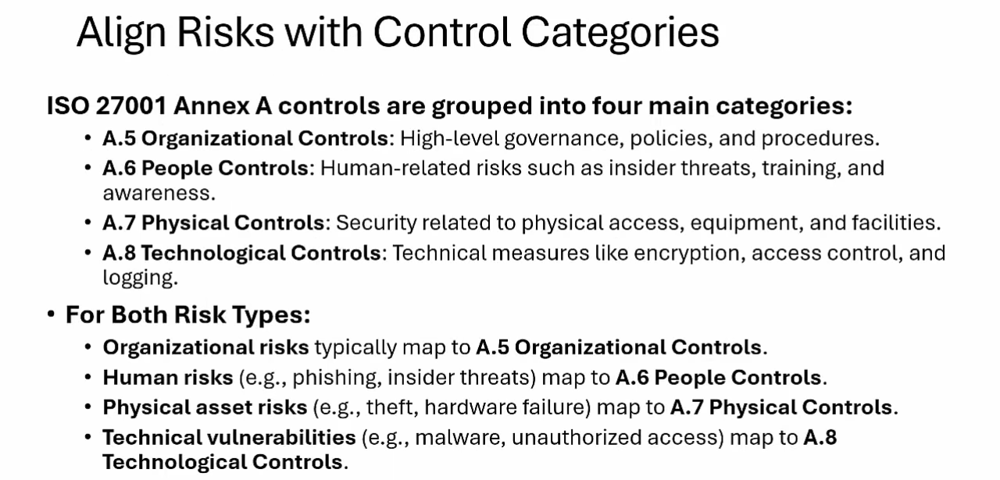 Align Risks with Control Categories
ISO 27001 Annex A controls are grouped into four main categories:
• A.5 Organizational Controls: High-level governance, policies, and procedures.
• A.6 People Controls: Human-related risks such as insider threats, training, and
awareness.
• A.7 Physical Controls: Security related to physical access, equipment, and facilities.
• A.8 Technological Controls: Technical measures like encryption, access control, and
logging.
• For Both Risk Types:
• Organizational risks typically map to A.5 Organizational Controls.
• Human risks (e.g., phishing, insider threats) map to A.6 People Controls.
• Physical asset risks (e.g., theft, hardware failure) map to A.7 Physical Controls.
• Technical vulnerabilities (e.g., malware, unauthorized access) map to A.8
Technological Controls.